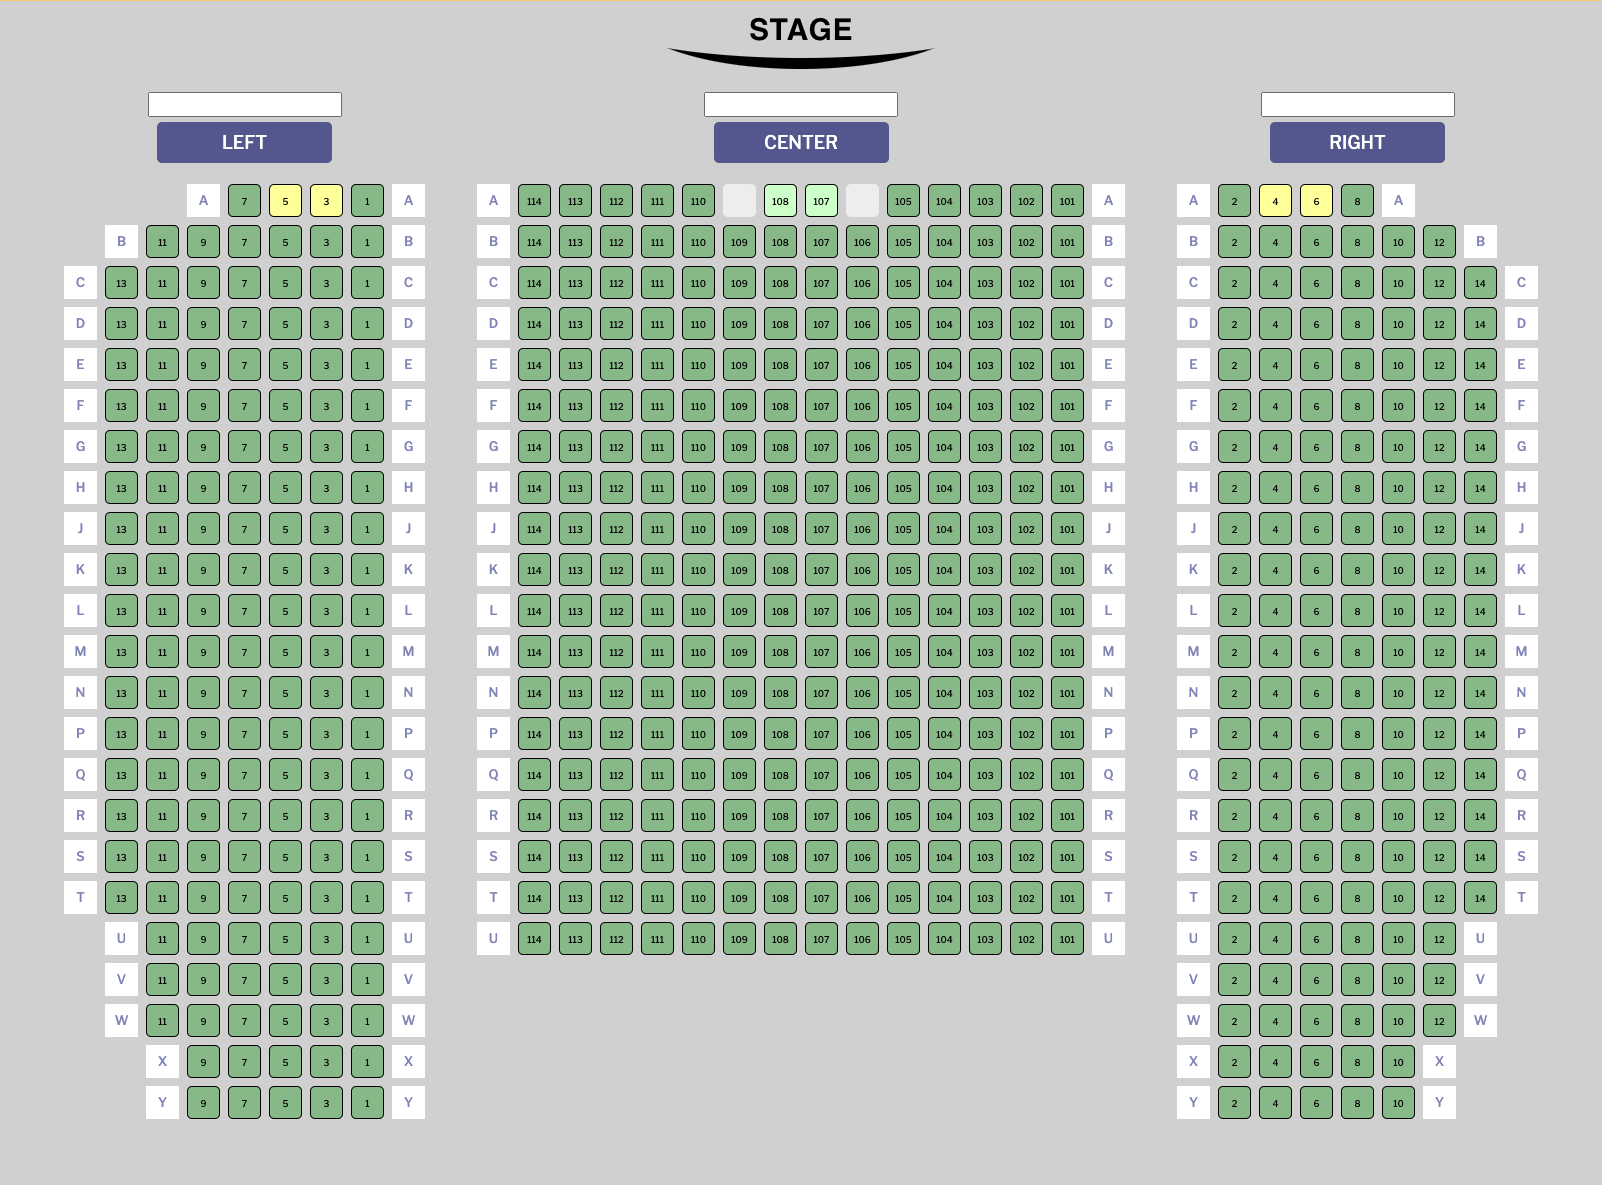 STAGE
LEFT CENTER RIGHT
A 7 5 3 1 A A 114 113 112 111 110 108 107 105 104 103 102 101 A A 2 4 6 8 A
B 11 9 7 5 3 1 B B 114 113 112 111 110 109 108 107 106 105 104 103 102 101 B B 2 4 6 8 10 12 B
C 13 11 9 7 5 3 1 C C 114 113 112 111 110 109 108 107 106 105 104 103 102 101 C C 2 4 6 8 10 12 14 C
D 13 11 9 7 5 3 1 D D 114 113 112 111 110 109 108 107 106 105 104 103 102 101 D D 2 4 6 8 10 12 14 D
E 13 11 9 7 5 3 1 E E 114 113 112 111 110 109 108 107 106 105 104 103 102 101 E E 2 4 6 8 10 12 14 E
F 13 11 9 7 5 3 1 F F 114 113 112 111 110 109 108 107 106 105 104 103 102 101 F F 2 4 6 8 10 12 14 F
G 13 11 9 7 5 3 1 G G 114 113 112 111 110 109 108 107 106 105 104 103 102 101 G G 2 4 6 8 10 12 14 G
H 13 11 9 7 5 3 1 H H 114 113 112 111 110 109 108 107 106 105 104 103 102 101 H H 2 4 6 8 10 12 14 H
J 13 11 9 7 5 3 1 J J 114 113 112 111 110 109 108 107 106 105 104 103 102 101 J J 2 4 6 8 10 12 14 J
K 13 11 9 7 5 3 1 K K 114 113 112 111 110 109 108 107 106 105 104 103 102 101 K K 2 4 6 8 10 12 14 K
L 13 11 9 7 5 3 1 L L 114 113 112 111 110 109 108 107 106 105 104 103 102 101 L L 2 4 6 8 10 12 14 L
M 13 11 9 7 5 3 1 M M 114 113 112 111 110 109 108 107 106 105 104 103 102 101 M M 2 4 6 8 10 12 14 M
N 13 11 9 7 5 3 1 N N 114 113 112 111 110 109 108 107 106 105 104 103 102 101 N N 2 4 6 8 10 12 14 N
P 13 11 9 7 5 3 1 P P 114 113 112 111 110 109 108 107 106 105 104 103 102 101 P P 2 4 6 8 10 12 14 P
Q 13 11 9 7 5 3 1 Q Q 114 113 112 111 110 109 108 107 106 105 104 103 102 101 Q Q 2 4 6 8 10 12 14 Q
R 13 11 9 7 5 3 1 R R 114 113 112 111 110 109 108 107 106 105 104 103 102 101 R R 2 4 6 8 10 12 14 R
S 13 11 9 7 5 3 1 S S 114 113 112 111 110 109 108 107 106 105 104 103 102 101 S S 2 4 6 8 10 12 14 S
T 13 11 9 7 5 3 1 T T 114 113 112 111 110 109 108 107 106 105 104 103 102 101 T T 2 4 6 8 10 12 14 T
U 11 9 7 5 3 1 U U 114 113 112 111 110 109 108 107 106 105 104 103 102 101 U U 2 4 6 8 10 12 U
V 11 9 7 5 3 1 V V 2 4 6 8 10 12 V
W 11 9 7 5 3 1 W W 2 4 6 8 10 12 W
X 9 7 5 3 1 X X 2 4 6 8 10 X
Y 9 7 5 3 1 Y Y 2 4 6 8 10 Y